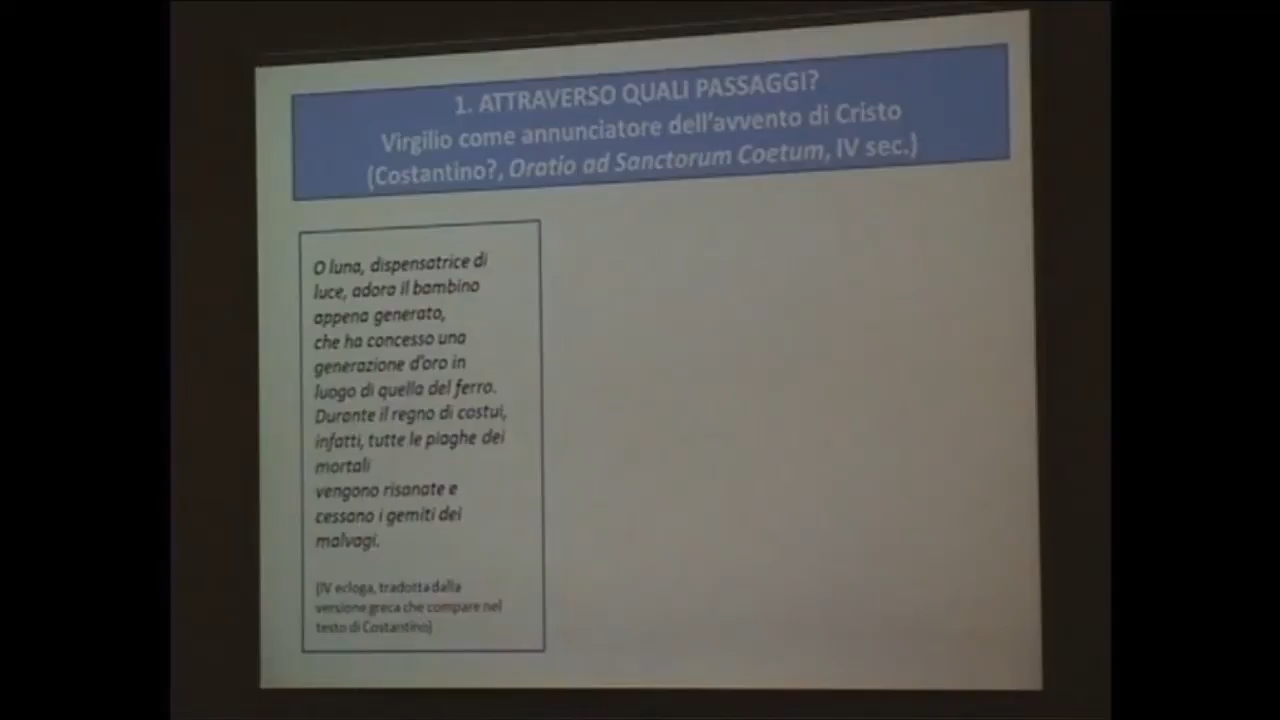 1. ATTRAVERSO QUALI PASSAGGI?
Virgilio come annunciatore dell'avvento di Cristo
(Costantino?, Oratio ad Sanctorum Coetum, IV sec.)
O luna, dispensatrice di
luce, adora il bambino
appena generato,
che ha concesso una
generazione d'oro in
luogo di quella del ferro.
Durante il regno di costui,
infatti, tutte le piaghe dei
mortali
vengono risanate e
cessano i gemiti dei
malvagi.
(IV ecloga, tradotta dalla
versione greca che compare nel
testo di Costantino)